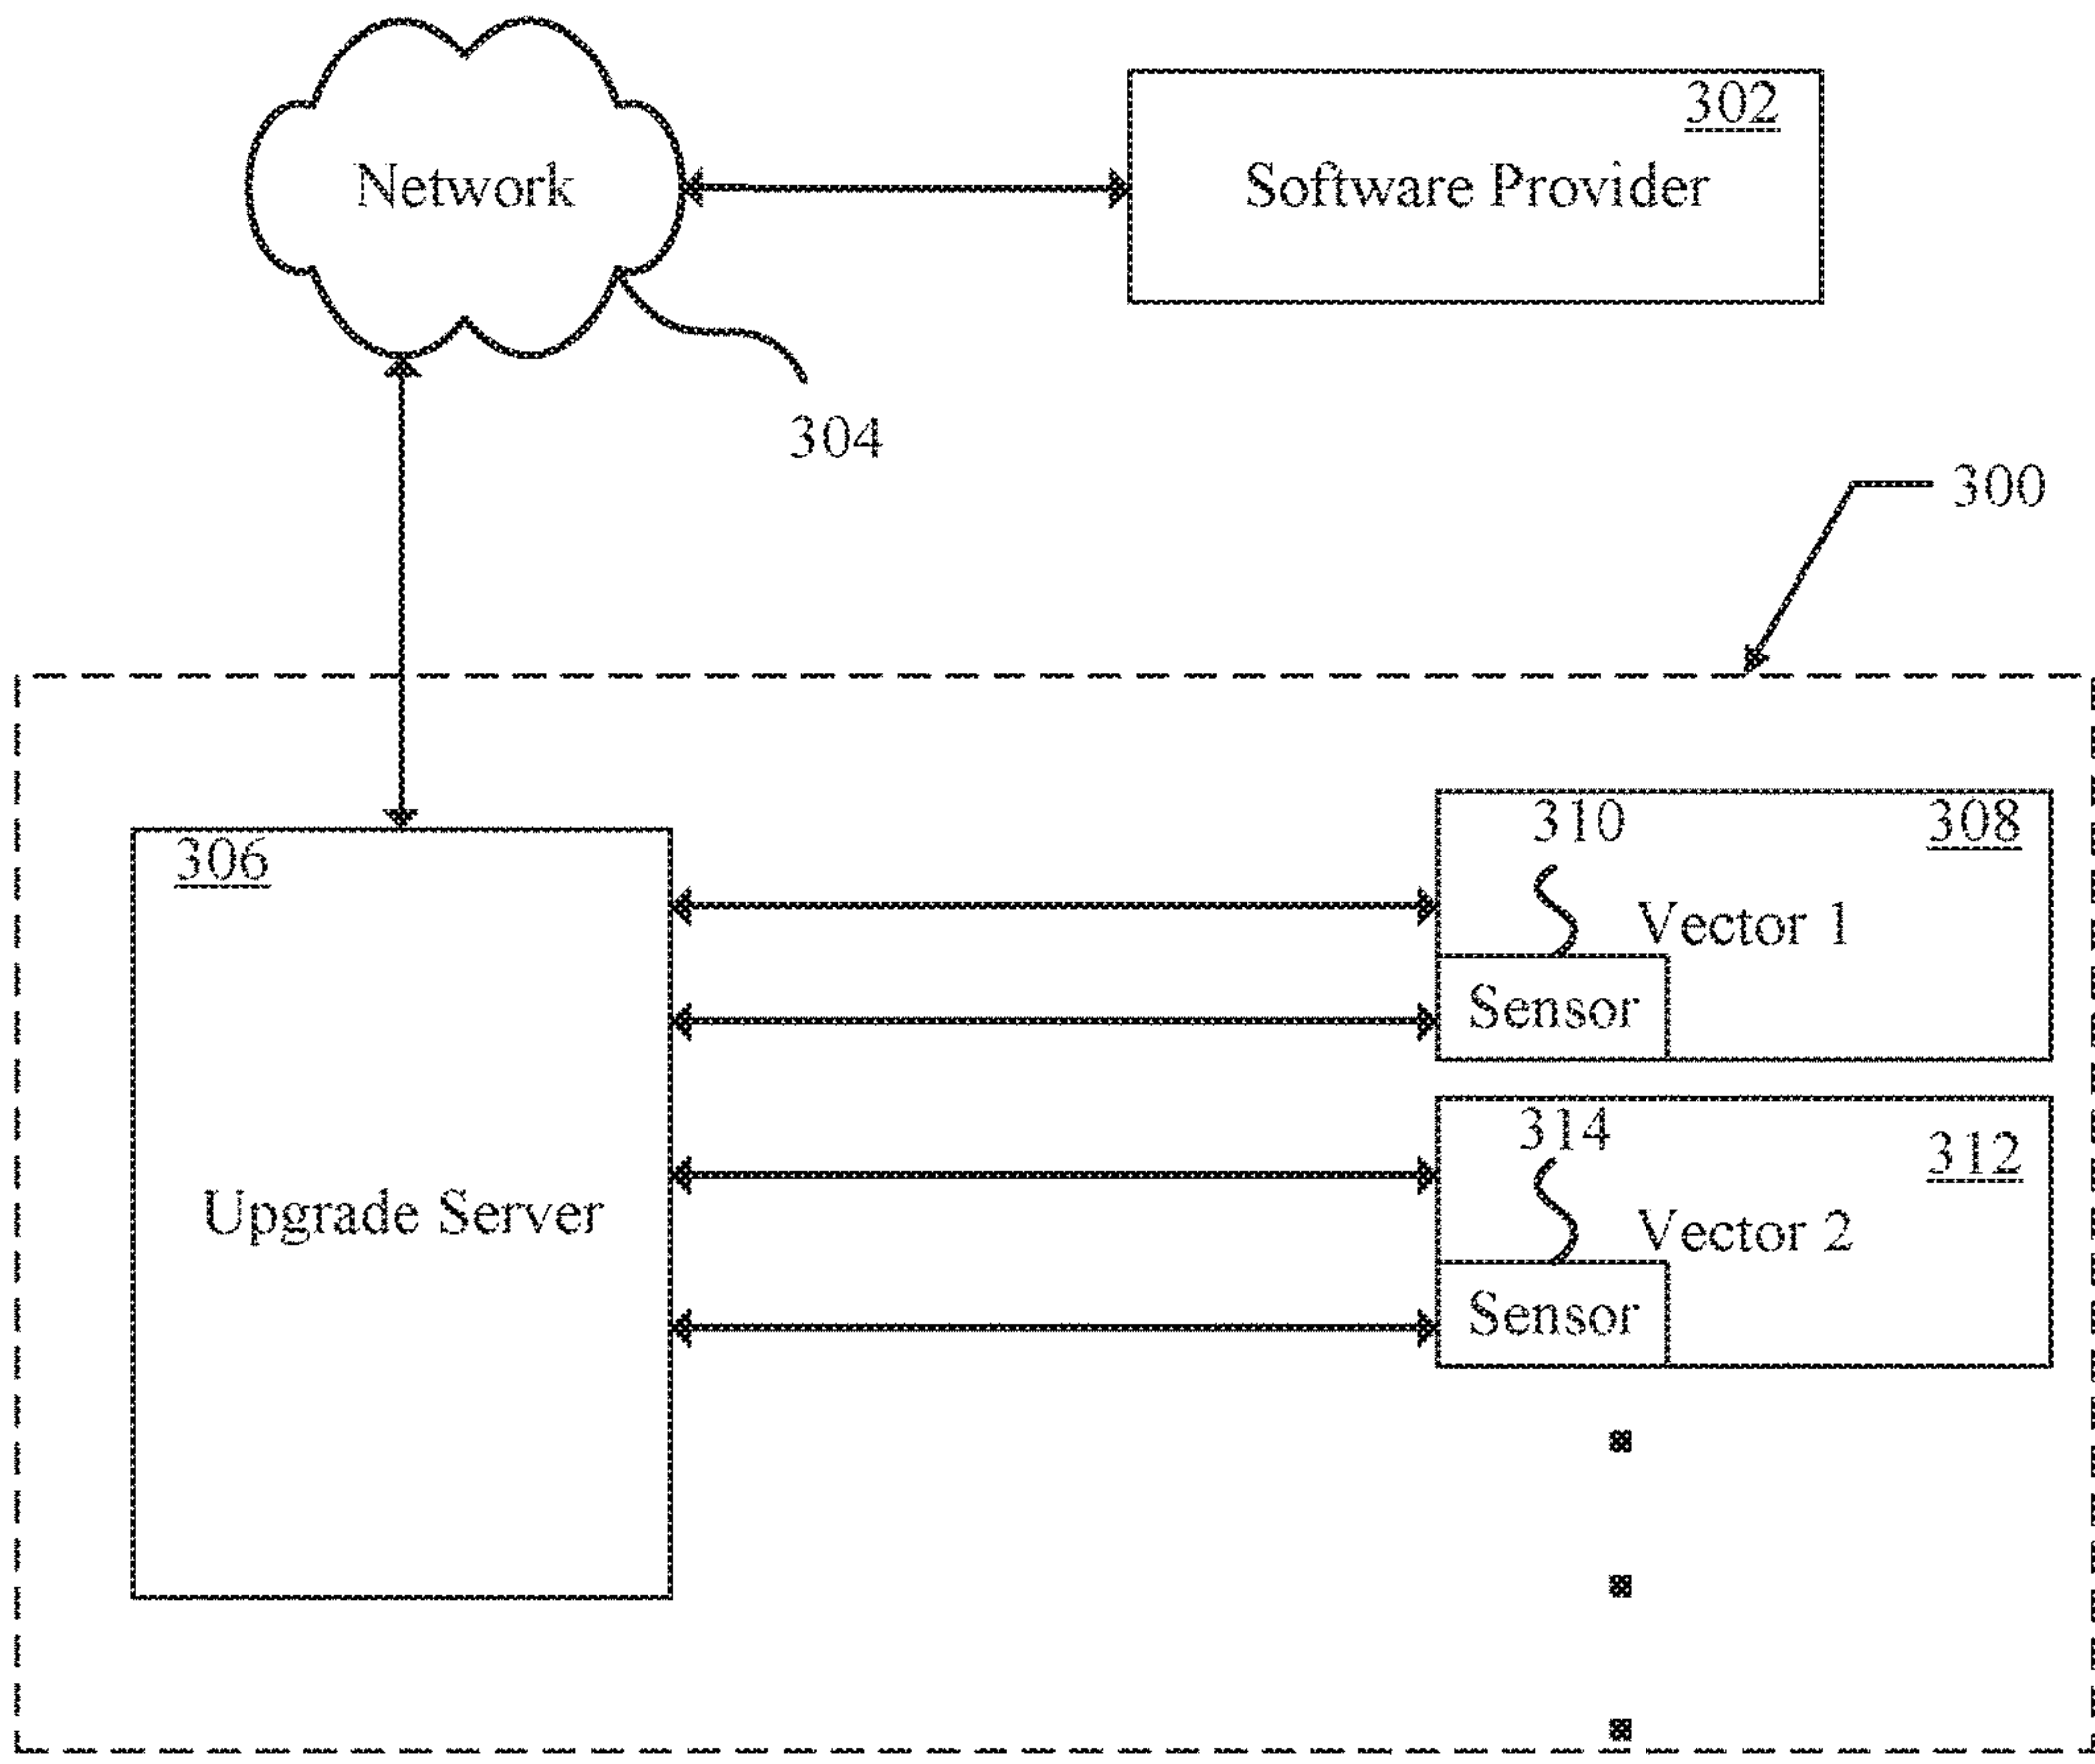 302
Network
Software Provider
304
300
306
310
308
Vector 1
Sensor
314
312
Upgrade Server
Vector 2
Sensor